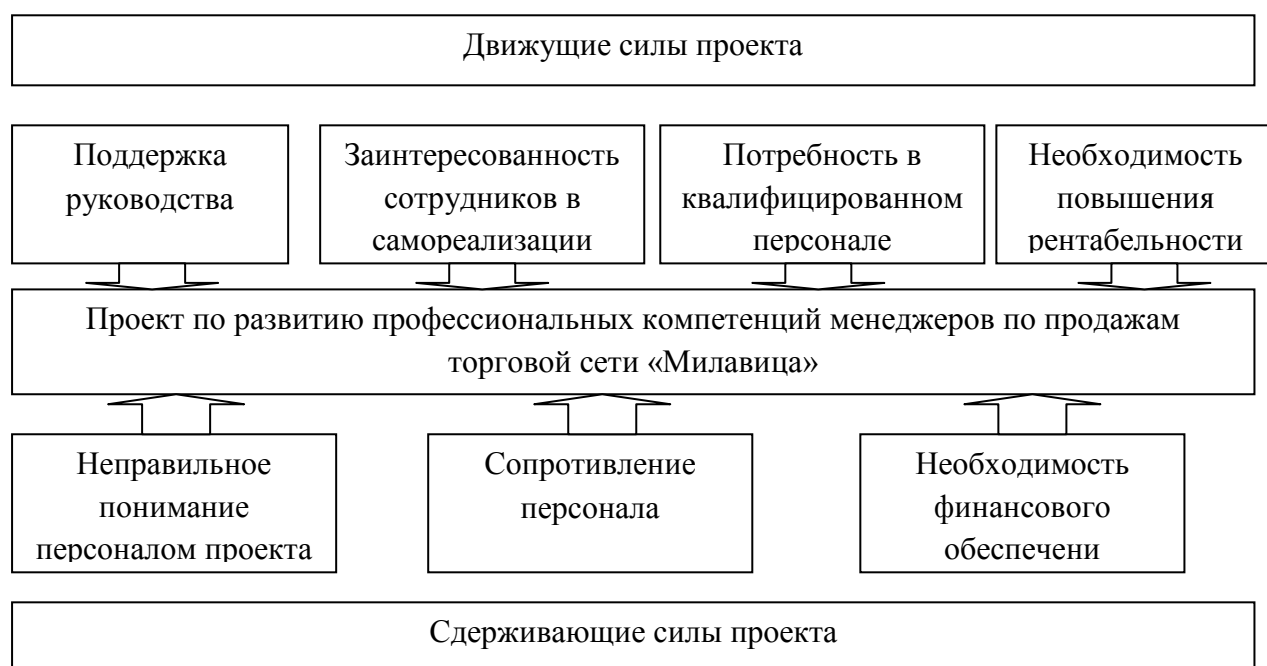 Движущие силы проекта
Поддержка
руководства
Заинтересованность
сотрудников в
самореализации
Потребность в
квалифицированном
персонале
Необходимость
повышения
рентабельности
Проект по развитию профессиональных компетенций менеджеров по продажам
торговой сети «Милавица»
Неправильное
понимание
персоналом проекта
Сопротивление
персонала
Необходимость
финансового
обеспечени
Сдерживающие силы проекта